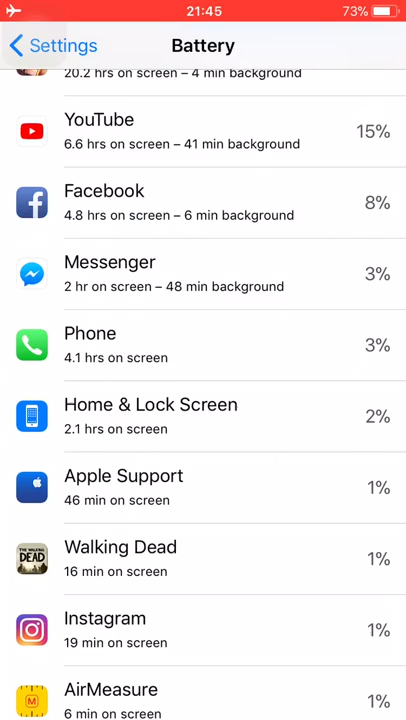 21:45
73%
Settings
Battery
20.2 hrs on screen – 4 min background
YouTube
6.6 hrs on screen – 41 min background
15%
Facebook
4.8 hrs on screen – 6 min background
8%
Messenger
2 hr on screen – 48 min background
3%
Phone
4.1 hrs on screen
3%
Home & Lock Screen
2.1 hrs on screen
2%
Apple Support
46 min on screen
1%
THE WALKING
DEAD
Walking Dead
16 min on screen
1%
Instagram
19 min on screen
1%
M
AirMeasure
6 min on screen
1%